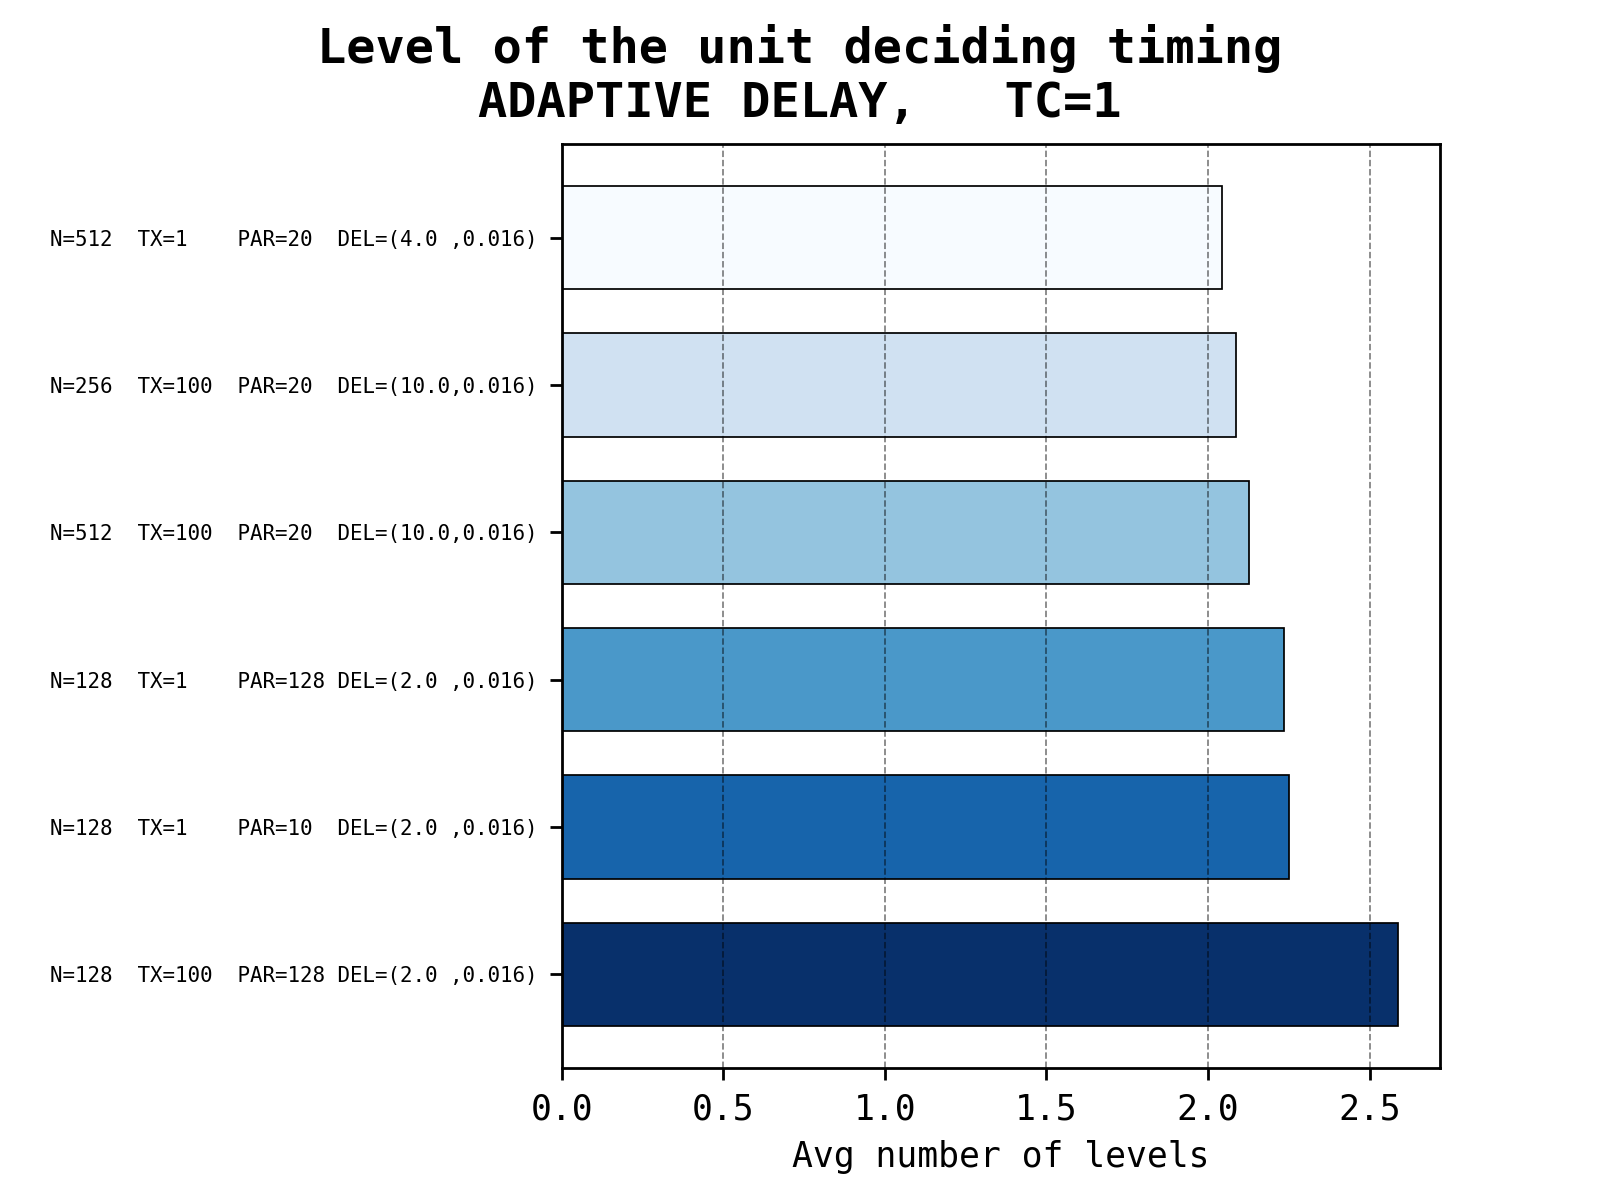 Level of the unit deciding timing
ADAPTIVE DELAY,   TC=1
N=512  TX=1    PAR=20  DEL=(4.0 ,0.016)
N=256  TX=100  PAR=20  DEL=(10.0,0.016)
N=512  TX=100  PAR=20  DEL=(10.0,0.016)
N=128  TX=1    PAR=128 DEL=(2.0 ,0.016)
N=128  TX=1    PAR=10  DEL=(2.0 ,0.016)
N=128  TX=100  PAR=128 DEL=(2.0 ,0.016)
0.0 0.5 1.0 1.5 2.0 2.5
Avg number of levels